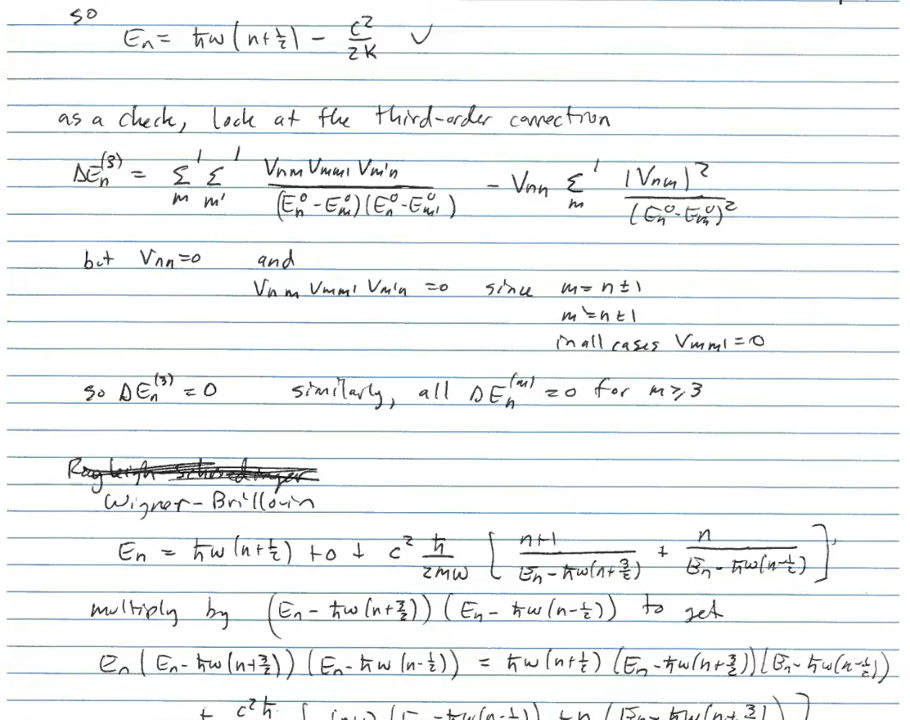 so
En = ħω(n+½) - c²/2K ✓
as a check, look at the third-order correction
ΔEn⁽³⁾ = Σ'm Σ'm' VnmVmm'Vm'n / (En⁰-Em⁰)(En⁰-Em'⁰) - Vnn Σ'm |Vnm|²/(En⁰-Em⁰)²
but Vnn=0 and
Vnm Vmm' Vm'n =0 since m= n±1
m'=n±1
in all cases Vmm'=0
so ΔEn⁽³⁾ = 0 similarly, all ΔEn⁽ᵐ⁾ = 0 for m≥3
Rayleigh Schrodinger
Wigner-Brillouin
En = ħω(n+½) +0 + c² ħ/2mω [ n+1/En-ħω(n+3/2) + n/En-ħω(n-½) ]
multiply by (En-ħω(n+3/2))(En-ħω(n-½)) to get
En(En-ħω(n+3/2))(En-ħω(n-½)) = ħω(n+½)(En-ħω(n+3/2))(En-ħω(n-½))